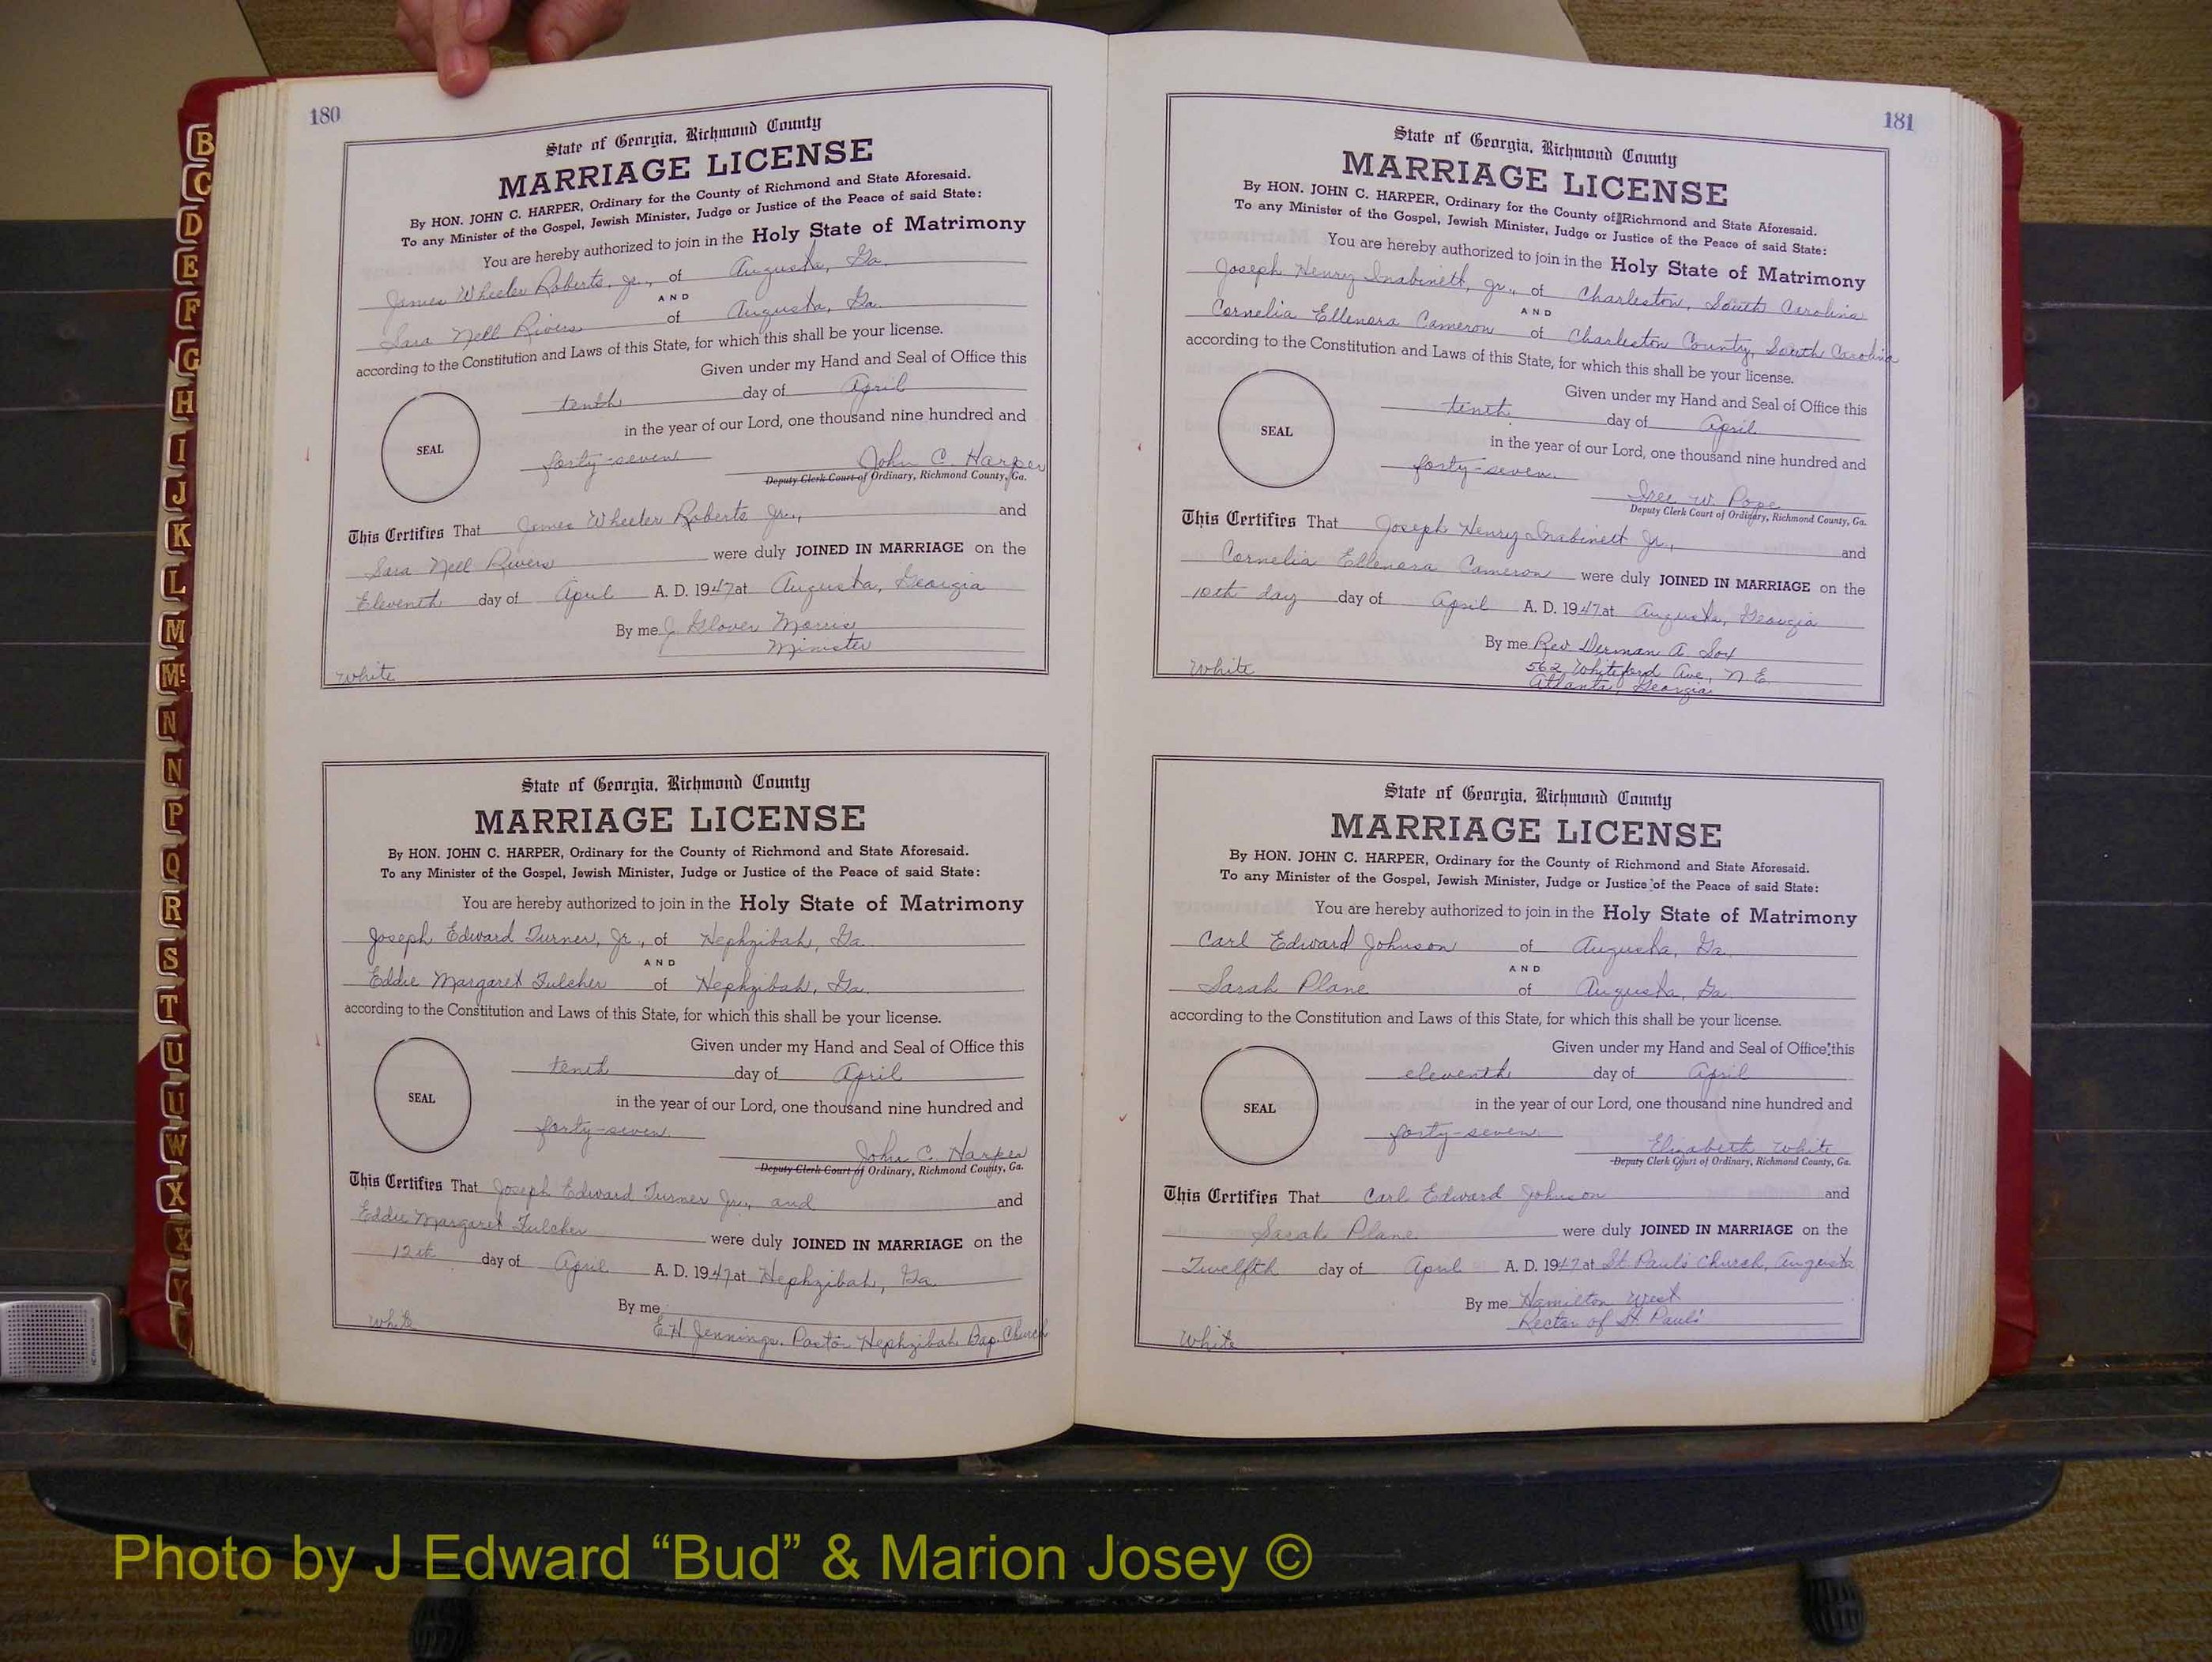 B
C
D
E
F
G
H
I
J
K
L
M
Mc
N
N
P
Q
R
S
T
U
U
W
X
X
Y
180
State of Georgia, Richmond County
MARRIAGE LICENSE
By HON. JOHN C. HARPER, Ordinary for the County of Richmond and State Aforesaid.
To any Minister of the Gospel, Jewish Minister, Judge or Justice of the Peace of said State:
You are hereby authorized to join in the Holy State of Matrimony
James Wheeler Roberts, Jr., of Augusta, Ga.
AND
Sara Nell Rivers of Augusta, Ga.
according to the Constitution and Laws of this State, for which this shall be your license.
Given under my Hand and Seal of Office this
tenth day of April
in the year of our Lord, one thousand nine hundred and
SEAL
forty-seven John C. Harper
Deputy Clerk Court of Ordinary, Richmond County, Ga.
This Certifies That James Wheeler Roberts Jr., and
Sara Nell Rivers were duly JOINED IN MARRIAGE on the
Eleventh day of April A. D. 1947 at Augusta, Georgia
By me J. Glover Morris
Minister
White
State of Georgia, Richmond County
MARRIAGE LICENSE
By HON. JOHN C. HARPER, Ordinary for the County of Richmond and State Aforesaid.
To any Minister of the Gospel, Jewish Minister, Judge or Justice of the Peace of said State:
You are hereby authorized to join in the Holy State of Matrimony
Joseph Edward Turner, Jr., of Hephzibah, Ga.
AND
Eddie Margaret Fulcher of Hephzibah, Ga.
according to the Constitution and Laws of this State, for which this shall be your license.
Given under my Hand and Seal of Office this
tenth day of April
SEAL
in the year of our Lord, one thousand nine hundred and
forty-seven John C. Harper
Deputy Clerk Court of Ordinary, Richmond County, Ga.
This Certifies That Joseph Edward Turner Jr., and and
Eddie Margaret Fulcher were duly JOINED IN MARRIAGE on the
12th day of April A. D. 1947 at Hephzibah, Ga.
By me
E. H. Jennings. Pastor Hephzibah Bap. Church
White
181
State of Georgia, Richmond County
MARRIAGE LICENSE
By HON. JOHN C. HARPER, Ordinary for the County of Richmond and State Aforesaid.
To any Minister of the Gospel, Jewish Minister, Judge or Justice of the Peace of said State:
You are hereby authorized to join in the Holy State of Matrimony
Joseph Henry Inabinett, Jr., of Charleston, South Carolina
AND
Cornelia Ellenora Cameron of Charleston County, South Carolina
according to the Constitution and Laws of this State, for which this shall be your license.
Given under my Hand and Seal of Office this
tenth day of April
SEAL
in the year of our Lord, one thousand nine hundred and
forty-seven. W. Pope
Deputy Clerk Court of Ordinary, Richmond County, Ga.
This Certifies That Joseph Henry Inabinett Jr., and
Cornelia Ellenora Cameron were duly JOINED IN MARRIAGE on the
10th day day of April A. D. 1947 at Augusta, Georgia
By me Rev Derman A. Sox
562 Whiteford Ave, N E
Atlanta, Georgia
White
State of Georgia, Richmond County
MARRIAGE LICENSE
By HON. JOHN C. HARPER, Ordinary for the County of Richmond and State Aforesaid.
To any Minister of the Gospel, Jewish Minister, Judge or Justice of the Peace of said State:
You are hereby authorized to join in the Holy State of Matrimony
Carl Edward Johnson of Augusta, Ga.
AND
Sarah Plane of Augusta, Ga.
according to the Constitution and Laws of this State, for which this shall be your license.
Given under my Hand and Seal of Office this
eleventh day of April
SEAL
in the year of our Lord, one thousand nine hundred and
forty-seven Elizabeth White
Deputy Clerk Court of Ordinary, Richmond County, Ga.
This Certifies That Carl Edward Johnson and
Sarah Plane were duly JOINED IN MARRIAGE on the
Twelfth day of April A. D. 1947 at St. Paul's Church, Augusta
By me Hamilton West
Rector of St. Paul's
White
Photo by J Edward “Bud” & Marion Josey ©